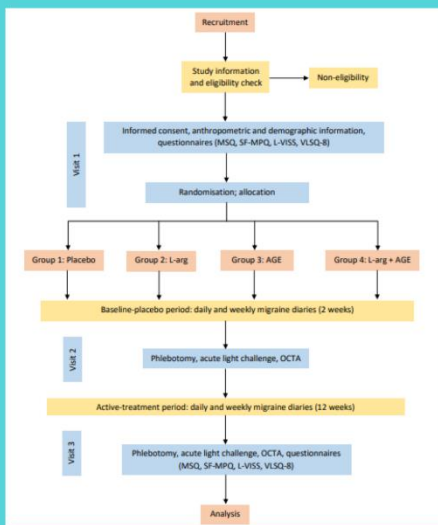 Recruitment
Study information
and eligibility check
Non-eligibility
Visit 1
Informed consent, anthropometric and demographic information,
questionnaires (MSQ, SF-MPQ, L-VISS, VLSQ-8)
Randomisation; allocation
Group 1: Placebo
Group 2: L-arg
Group 3: AGE
Group 4: L-arg + AGE
Baseline-placebo period: daily and weekly migraine diaries (2 weeks)
Visit 2
Phlebotomy, acute light challenge, OCTA
Active-treatment period: daily and weekly migraine diaries (12 weeks)
Visit 3
Phlebotomy, acute light challenge, OCTA, questionnaires
(MSQ, SF-MPQ, L-VISS, VLSQ-8)
Analysis